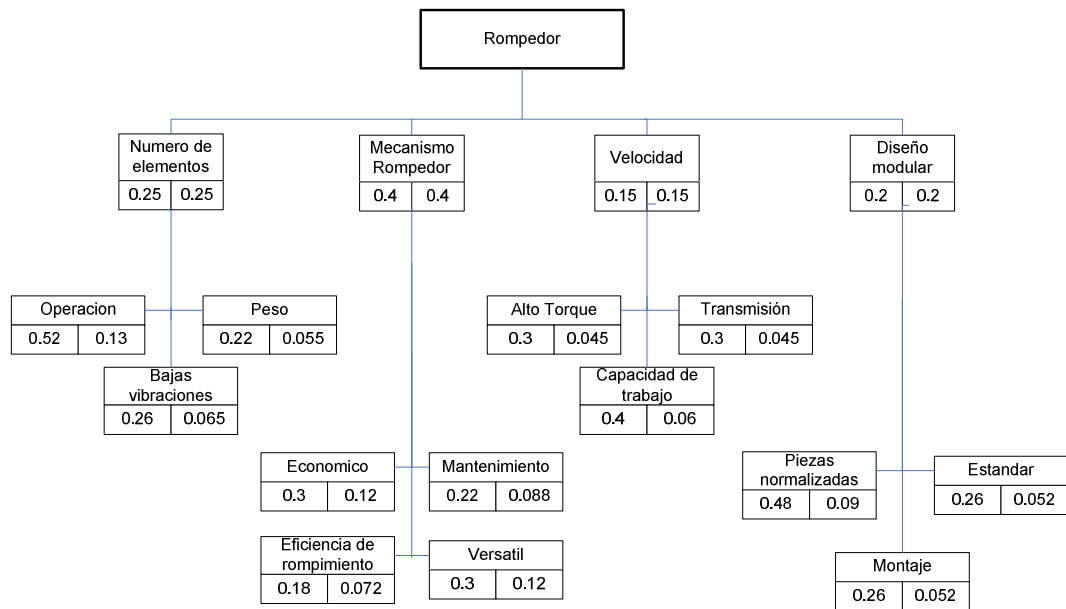 Rompedor
Numero de
elementos
0.25 0.25
Mecanismo
Rompedor
0.4 0.4
Velocidad
0.15 0.15
Diseño
modular
0.2 0.2
Operacion
0.52 0.13
Peso
0.22 0.055
Bajas
vibraciones
0.26 0.065
Alto Torque
0.3 0.045
Transmisión
0.3 0.045
Capacidad de
trabajo
0.4 0.06
Economico
0.3 0.12
Mantenimiento
0.22 0.088
Eficiencia de
rompimiento
0.18 0.072
Versatil
0.3 0.12
Piezas
normalizadas
0.48 0.09
Estandar
0.26 0.052
Montaje
0.26 0.052